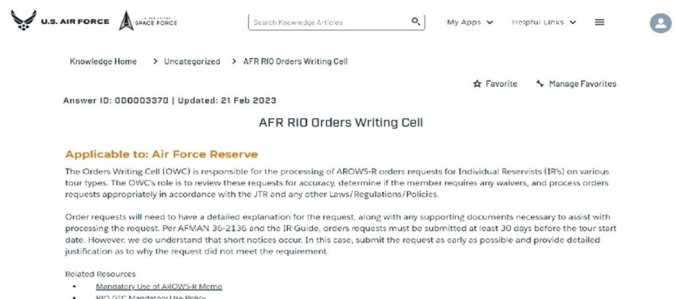 U.S. AIR FORCE
UNITED STATES
SPACE FORCE
Search Knowledge Articles
My Apps
Helpful Links
Knowledge Home > Uncategorized > AFR RIO Orders Writing Cell
Favorite
Manage Favorites
Answer ID: 000003370 | Updated: 21 Feb 2023
AFR RIO Orders Writing Cell
Applicable to: Air Force Reserve
The Orders Writing Cell (OWC) is responsible for the processing of AROWS-R orders requests for Individual Reservists (IR's) on various
tour types. The OWC's role is to review these requests for accuracy, determine if the member requires any waivers, and process orders
requests appropriately in accordance with the JTR and any other Laws/Regulations/Policies.
Order requests will need to have a detailed explanation for the request, along with any supporting documents necessary to assist with
processing the request. Per AFMAN 36-2136 and the IR Guide, orders requests must be submitted at least 30 days before the tour start
date. However, we do understand that short notices occur. In this case, submit the request as early as possible and provide detailed
justification as to why the request did not meet the requirement.
Related Resources
• Mandatory Use of AROWS-R Memo
• RIO GTC Mandatory Use Policy